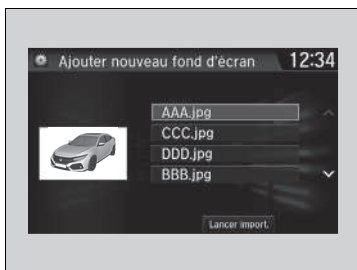 Ajouter nouveau fond d'écran 12:34
AAA.jpg
CCC.jpg
DDD.jpg
BBB.jpg
Lancer import.